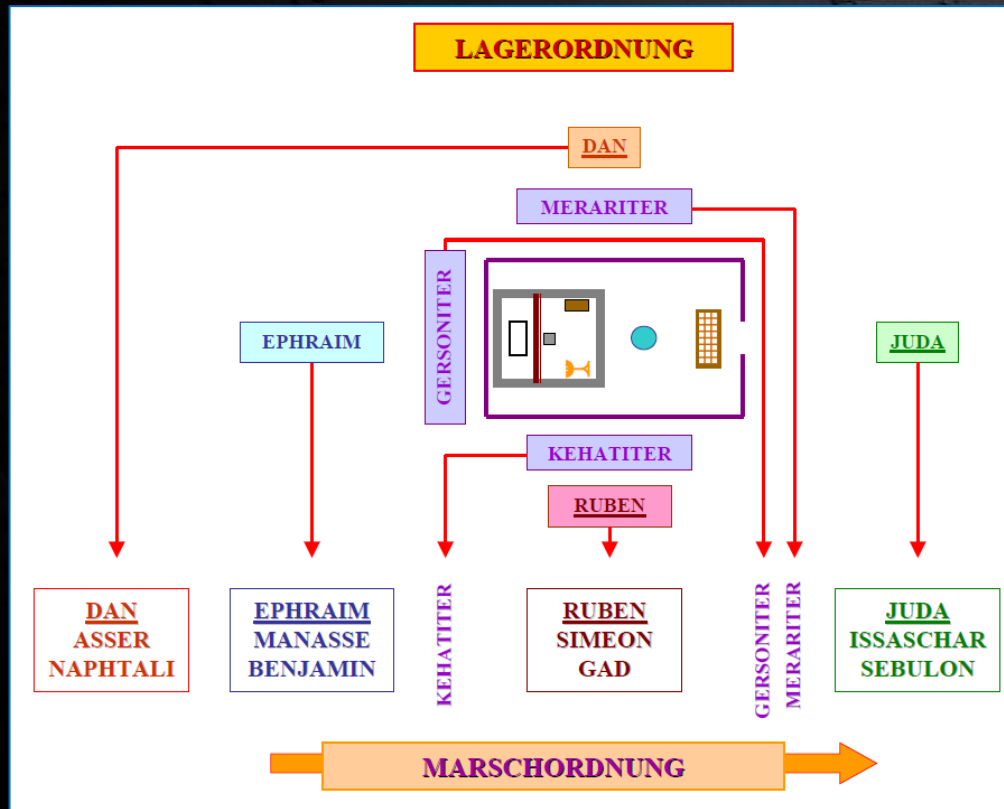 LAGERORDNUNG
DAN
MERARITER
GERSONITER
EPHRAIM
JUDA
KEHATITER
RUBEN
DAN
ASSER
NAPHTALI
EPHRAIM
MANASSE
BENJAMIN
KEHATITER
RUBEN
SIMEON
GAD
GERSONITER
MERARITER
JUDA
ISSASCHAR
SEBULON
MARSCHORDNUNG